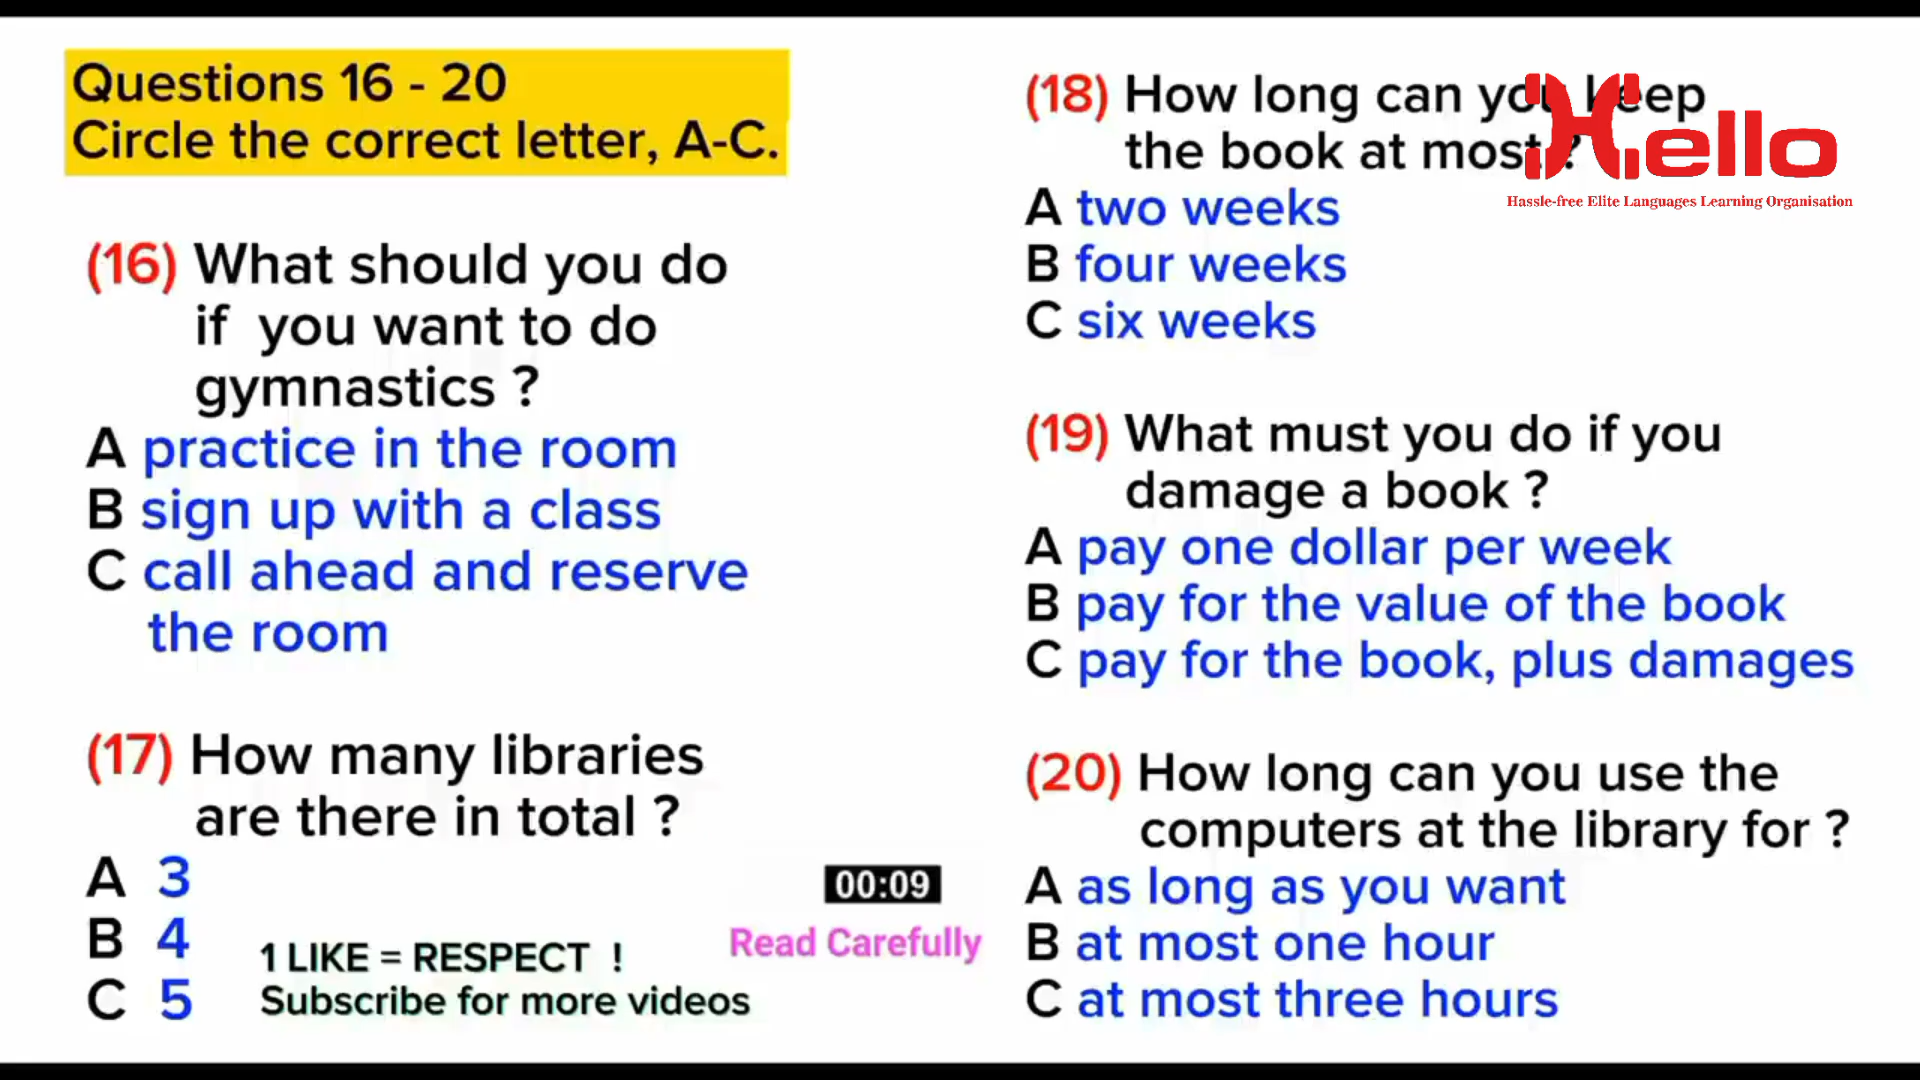 Questions 16 - 20
Circle the correct letter, A-C.
(16) What should you do
if you want to do
gymnastics ?
A practice in the room
B sign up with a class
C call ahead and reserve
the room
(17) How many libraries
are there in total ?
A 3
B 4
C 5
1 LIKE = RESPECT !
Subscribe for more videos
00:09
Read Carefully
(18) How long can you keep
the book at most ?
A two weeks
B four weeks
C six weeks
(19) What must you do if you
damage a book ?
A pay one dollar per week
B pay for the value of the book
C pay for the book, plus damages
(20) How long can you use the
computers at the library for ?
A as long as you want
B at most one hour
C at most three hours
Hello
Hassle-free Elite Languages Learning Organisation